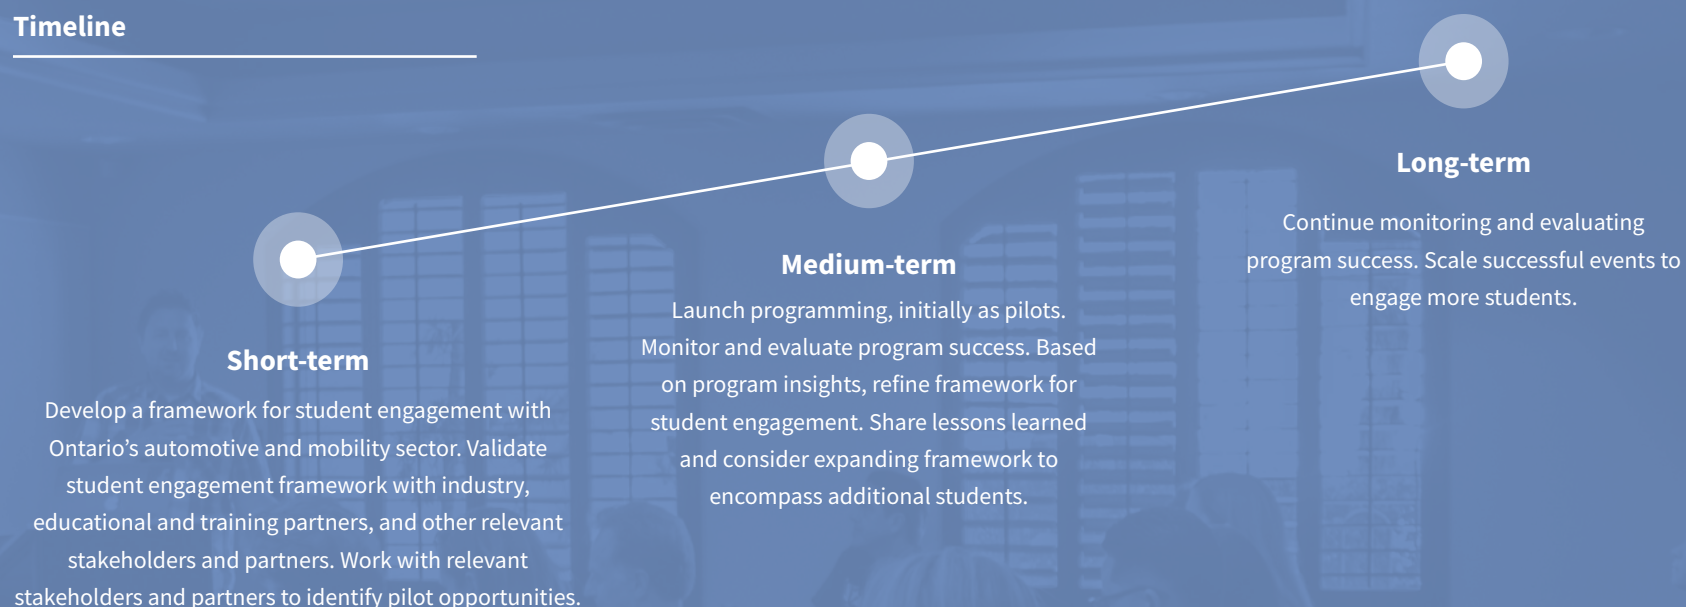 Timeline
Short-term
Develop a framework for student engagement with
Ontario’s automotive and mobility sector. Validate
student engagement framework with industry,
educational and training partners, and other relevant
stakeholders and partners. Work with relevant
stakeholders and partners to identify pilot opportunities.
Medium-term
Launch programming, initially as pilots.
Monitor and evaluate program success. Based
on program insights, refine framework for
student engagement. Share lessons learned
and consider expanding framework to
encompass additional students.
Long-term
Continue monitoring and evaluating
program success. Scale successful events to
engage more students.